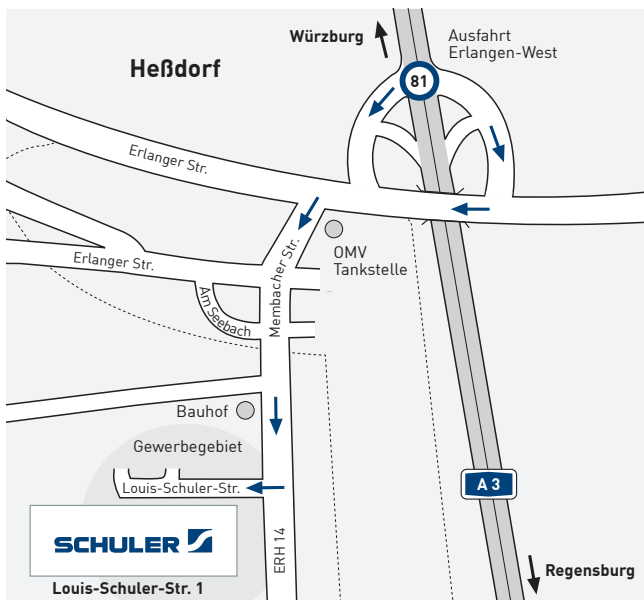 Würzburg
Ausfahrt
Erlangen-West
Heßdorf
81
Erlanger Str.
Erlanger Str.
OMV
Tankstelle
Membacher Str.
Am Seebach
Bauhof
Gewerbegebiet
Louis-Schuler-Str.
A 3
SCHULER
ERH 14
Regensburg
Louis-Schuler-Str. 1